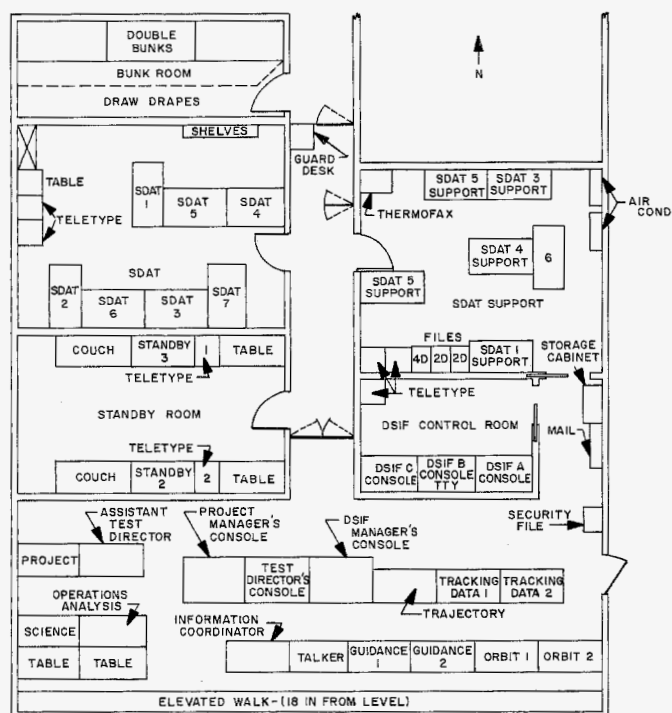 DOUBLE
BUNKS
BUNK ROOM
DRAW DRAPES
N
SHELVES
GUARD
DESK
TABLE
TELETYPE
SDAT
1
SDAT
5
SDAT
4
SDAT
SDAT
2
SDAT
6
SDAT
3
SDAT
7
THERMOFAX
SDAT 5
SUPPORT
SDAT 3
SUPPORT
AIR
COND
SDAT 4
SUPPORT
6
SDAT 5
SUPPORT
SDAT SUPPORT
FILES
4D
2D
2D
SDAT 1
SUPPORT
STORAGE
CABINET
COUCH
STANDBY
3
1
TABLE
TELETYPE
STANDBY ROOM
TELETYPE
COUCH
STANDBY
2
2
TABLE
TELETYPE
DSIF CONTROL ROOM
MAIL
DSIF C
CONSOLE
DSIF B
CONSOLE
TTY
DSIF A
CONSOLE
SECURITY
FILE
ASSISTANT
TEST
DIRECTOR
PROJECT
MANAGER'S
CONSOLE
DSIF
MANAGER'S
CONSOLE
PROJECT
TEST
DIRECTOR'S
CONSOLE
TRACKING
DATA 1
TRACKING
DATA 2
TRAJECTORY
OPERATIONS
ANALYSIS
INFORMATION
COORDINATOR
SCIENCE
TABLE
TABLE
TALKER
GUIDANCE
1
GUIDANCE
2
ORBIT 1
ORBIT 2
ELEVATED WALK-(18 IN FROM LEVEL)